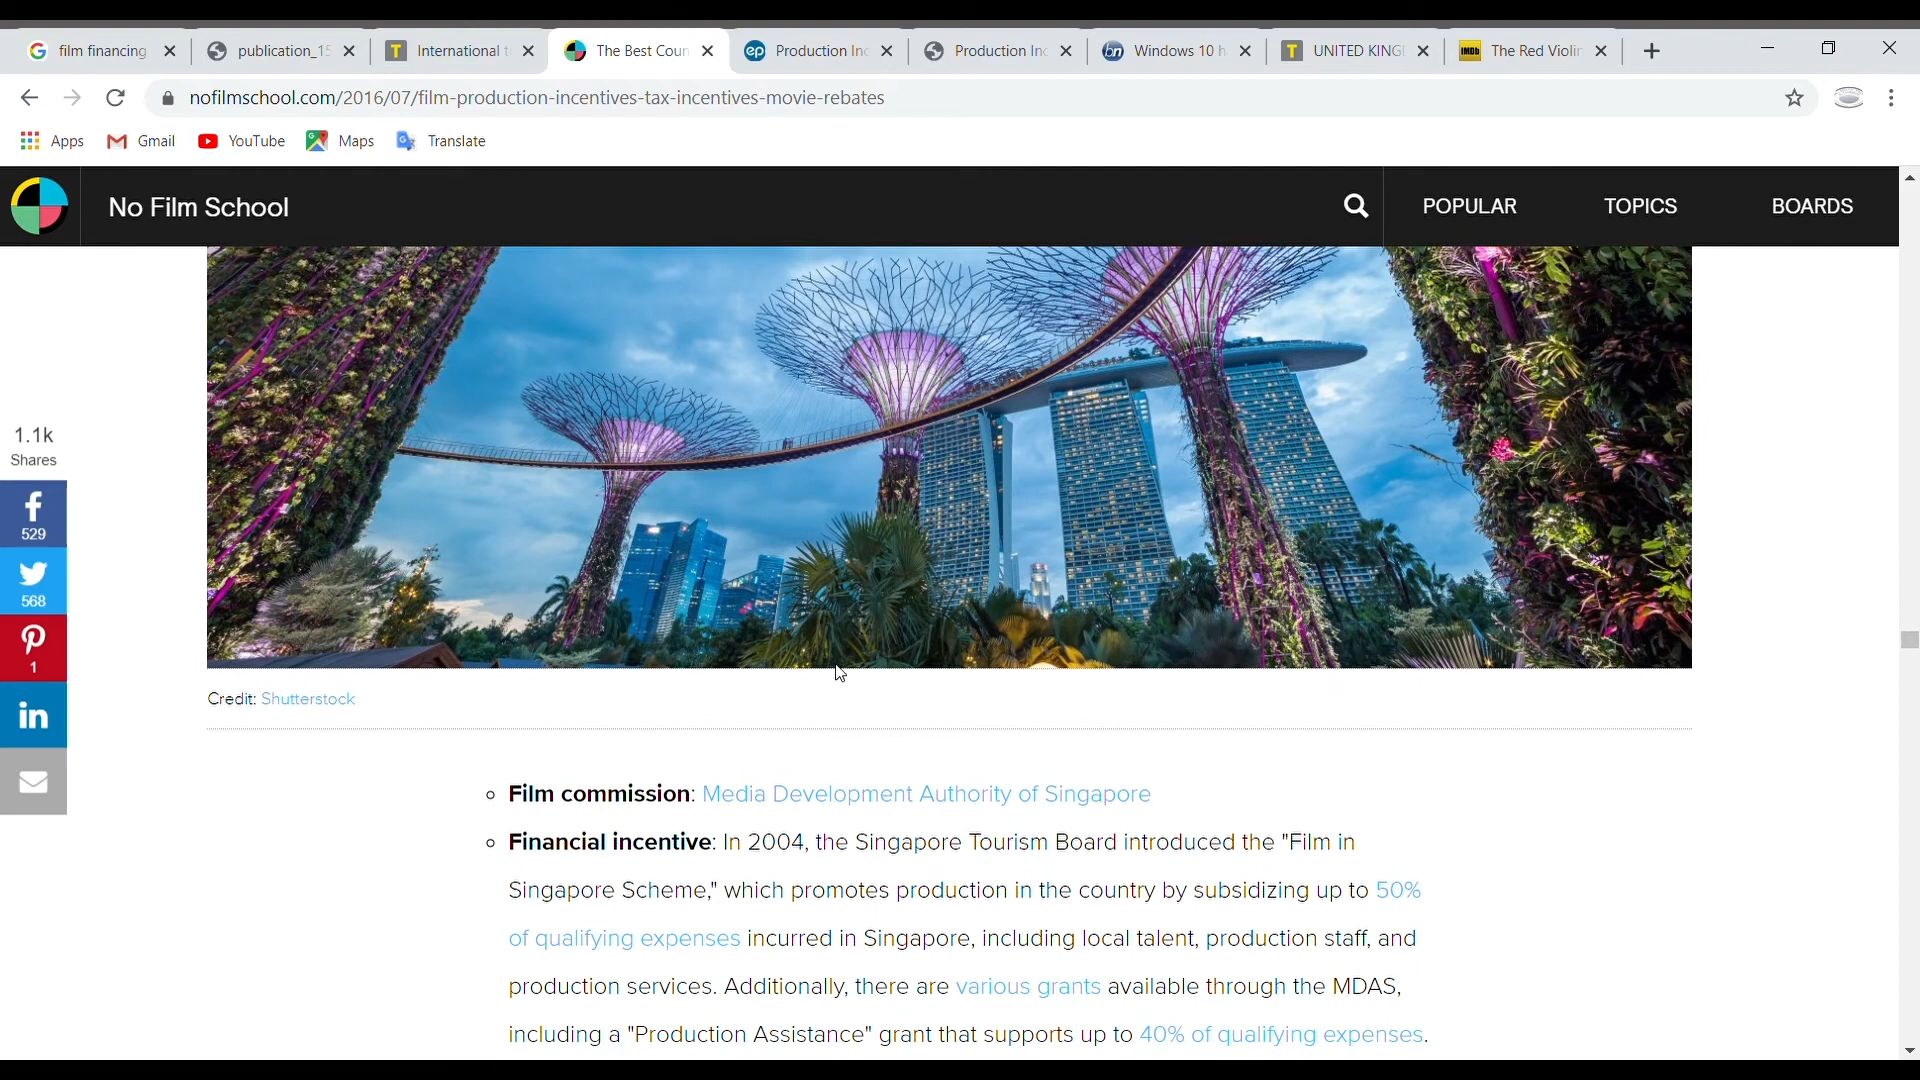 film financing
publication_15
International t
The Best Coun
Production Inc
Production Inc
Windows 10 h
UNITED KING
The Red Violin
nofilmschool.com/2016/07/film-production-incentives-tax-incentives-movie-rebates
Apps
Gmail
YouTube
Maps
Translate
No Film School
POPULAR
TOPICS
BOARDS
1.1k
Shares
529
568
1
Credit: Shutterstock
Film commission: Media Development Authority of Singapore
Financial incentive: In 2004, the Singapore Tourism Board introduced the "Film in
Singapore Scheme," which promotes production in the country by subsidizing up to 50%
of qualifying expenses incurred in Singapore, including local talent, production staff, and
production services. Additionally, there are various grants available through the MDAS,
including a "Production Assistance" grant that supports up to 40% of qualifying expenses.